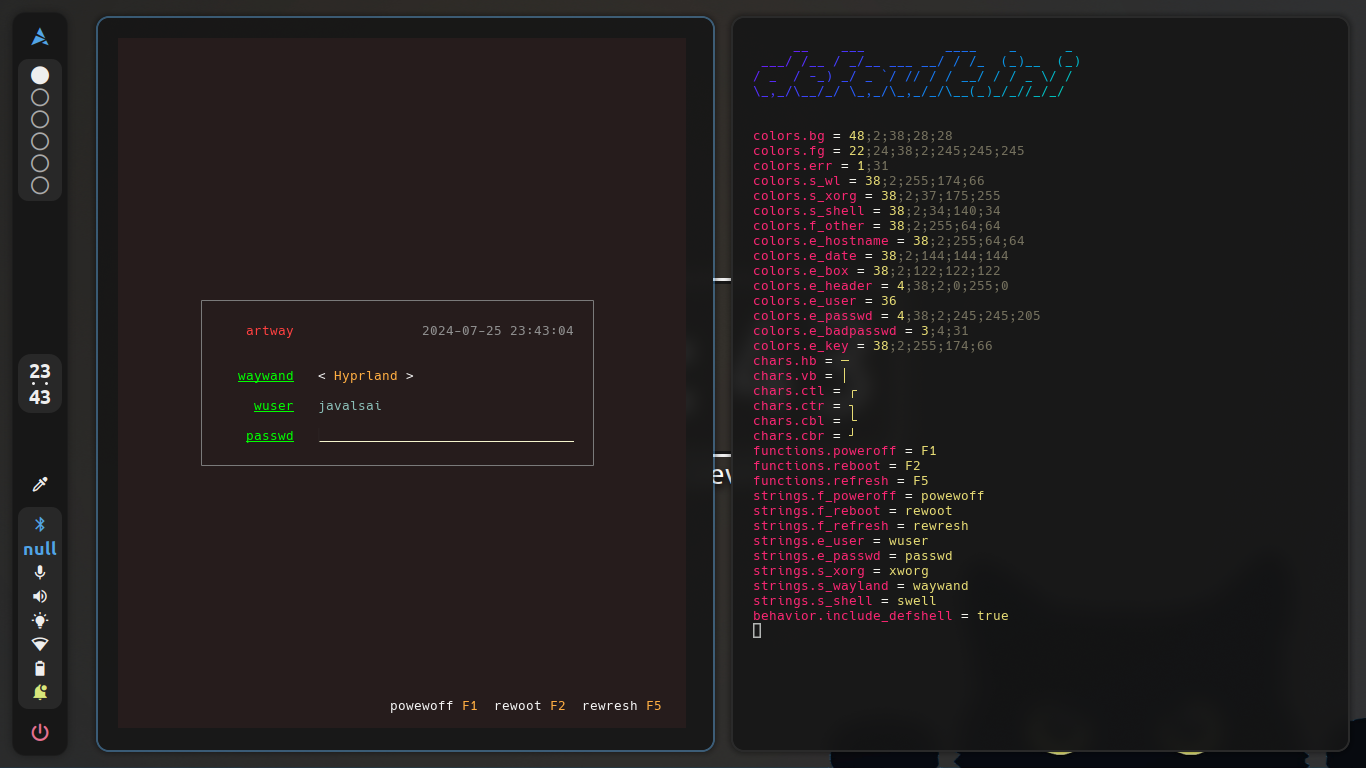 23
43
null
artway 2024-07-25 23:43:04
waywand < Hyprland >
wuser javalsai
passwd
powewoff F1 rewoot F2 rewresh F5
ev
default.ini
colors.bg = 48;2;38;28;28
colors.fg = 22;24;38;2;245;245;245
colors.err = 1;31
colors.s_wl = 38;2;255;174;66
colors.s_xorg = 38;2;37;175;255
colors.s_shell = 38;2;34;140;34
colors.f_other = 38;2;255;64;64
colors.e_hostname = 38;2;255;64;64
colors.e_date = 38;2;144;144;144
colors.e_box = 38;2;122;122;122
colors.e_header = 4;38;2;0;255;0
colors.e_user = 36
colors.e_passwd = 4;38;2;245;245;205
colors.e_badpasswd = 3;4;31
colors.e_key = 38;2;255;174;66
chars.hb = ─
chars.vb = │
chars.ctl = ┌
chars.ctr = ┐
chars.cbl = └
chars.cbr = ┘
functions.poweroff = F1
functions.reboot = F2
functions.refresh = F5
strings.f_poweroff = powewoff
strings.f_reboot = rewoot
strings.f_refresh = rewresh
strings.e_user = wuser
strings.e_passwd = passwd
strings.s_xorg = xworg
strings.s_wayland = waywand
strings.s_shell = swell
behavior.include_defshell = true